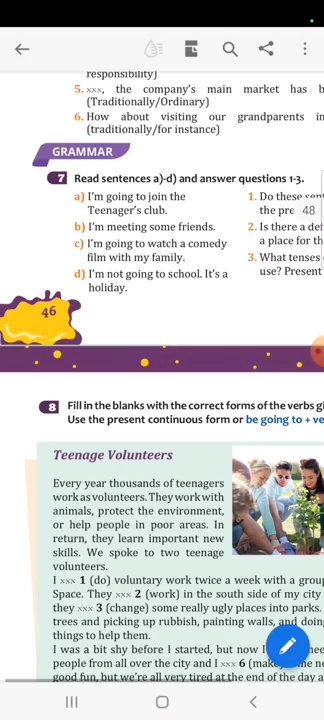 responsibility)
5. xxx, the company's main market has b
(Traditionally/Ordinary)
6. How about visiting our grandparents in
(traditionally/for instance)
GRAMMAR
7 Read sentences a)-d) and answer questions 1-3.
a) I'm going to join the
Teenager's club.
b) I'm meeting some friends.
c) I'm going to watch a comedy
film with my family.
d) I'm not going to school. It's a
holiday.
1. Do these sen
the pre
48
2. Is there a def
a place for th
3. What tenses
use? Present
46
8 Fill in the blanks with the correct forms of the verbs gi
Use the present continuous form or be going to + ve
Teenage Volunteers
Every year thousands of teenagers
work as volunteers. They work with
animals, protect the environment,
or help people in poor areas. In
return, they learn important new
skills. We spoke to two teenage
volunteers.
I xxx 1 (do) voluntary work twice a week with a group
Space. They xxx 2 (work) in the south side of my city
they xxx 3 (change) some really ugly places into parks.
trees and picking up rubbish, painting walls, and doing
things to help them.
I was a bit shy before I started, but now I
people from all over the city and I xxx 6 (make
good fun, but we're all very tired at the end of the day a